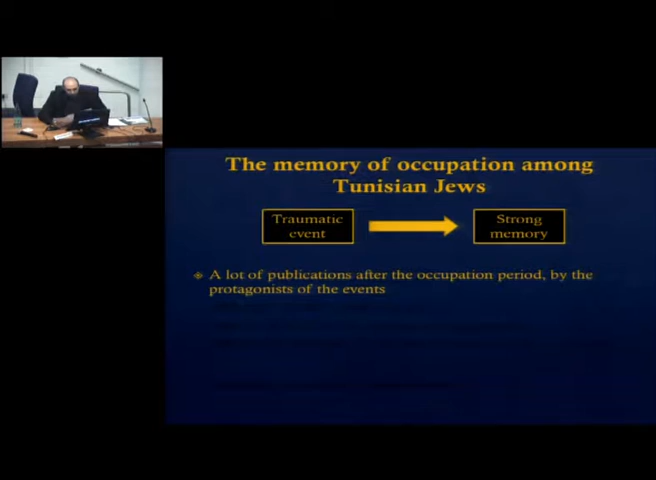 The memory of occupation among
Tunisian Jews
Traumatic
event
Strong
memory
A lot of publications after the occupation period, by the
protagonists of the events